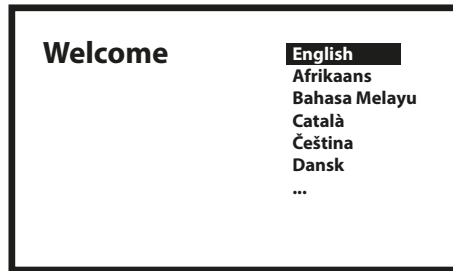 Welcome
English
Afrikaans
Bahasa Melayu
Català
Čeština
Dansk
...